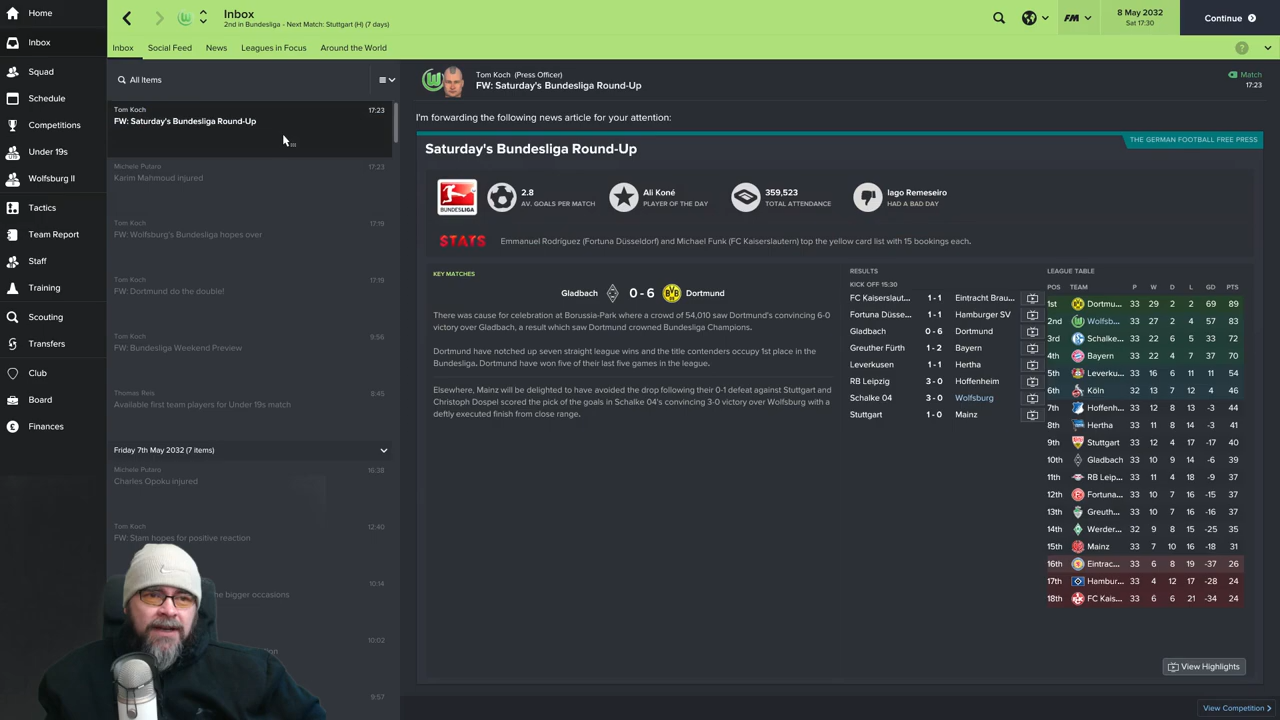 Home
Inbox
Squad
Schedule
Competitions
Under 19s
Wolfsburg II
Tactics
Team Report
Staff
Training
Scouting
Transfers
Club
Board
Finances
Inbox
2nd in Bundesliga - Next Match: Stuttgart (H) (7 days)
FM
8 May 2032
Sat 17:30
Continue
Inbox Social Feed News Leagues in Focus Around the World
?
All Items
Tom Koch 17:23
FW: Saturday's Bundesliga Round-Up
Michele Putaro 17:23
Karim Mahmoud injured
Tom Koch 17:19
FW: Wolfsburg's Bundesliga hopes over
Tom Koch 17:19
FW: Dortmund do the double!
Tom Koch 9:56
FW: Bundesliga Weekend Preview
Thomas Reis 8:45
Available first team players for Under 19s match
Friday 7th May 2032 (7 items)
Michele Putaro 16:38
Charles Opoku injured
Tom Koch 12:40
FW: Stam hopes for positive reaction
10:14
he bigger occasions
10:02
9:57
Tom Koch (Press Officer)
FW: Saturday's Bundesliga Round-Up
Match
17:23
I'm forwarding the following news article for your attention:
THE GERMAN FOOTBALL FREE PRESS
Saturday's Bundesliga Round-Up
BUNDESLIGA
2.8
AV. GOALS PER MATCH
Ali Koné
PLAYER OF THE DAY
359,523
TOTAL ATTENDANCE
Iago Remeseiro
HAD A BAD DAY
STATS Emmanuel Rodríguez (Fortuna Düsseldorf) and Michael Funk (FC Kaiserslautern) top the yellow card list with 15 bookings each.
KEY MATCHES
Gladbach 0 - 6 Dortmund
There was cause for celebration at Borussia-Park where a crowd of 54,010 saw Dortmund's convincing 6-0
victory over Gladbach, a result which saw Dortmund crowned Bundesliga Champions.
Dortmund have notched up seven straight league wins and the title contenders occupy 1st place in the
Bundesliga. Dortmund have won five of their last five games in the league.
Elsewhere, Mainz will be delighted to have avoided the drop following their 0-1 defeat against Stuttgart and
Christoph Dospel scored the pick of the goals in Schalke 04's convincing 3-0 victory over Wolfsburg with a
deftly executed finish from close range.
RESULTS
KICK OFF 15:30
FC Kaiserslaut... 1 - 1 Eintracht Brau...
Fortuna Düsse... 1 - 1 Hamburger SV
Gladbach 0 - 6 Dortmund
Greuther Fürth 1 - 2 Bayern
Leverkusen 1 - 1 Hertha
RB Leipzig 3 - 0 Hoffenheim
Schalke 04 3 - 0 Wolfsburg
Stuttgart 1 - 0 Mainz
LEAGUE TABLE
POS TEAM P W D L GD PTS
1st Dortmu... 33 29 2 2 69 89
2nd Wolfsb... 33 27 2 4 57 83
3rd Schalke... 33 22 6 5 33 72
4th Bayern 33 22 4 7 37 70
5th Leverku... 33 16 6 11 11 54
6th Köln 32 13 7 12 4 46
7th Hoffenh... 33 12 8 13 -3 44
8th Hertha 33 11 8 14 -3 41
9th Stuttgart 33 12 4 17 -17 40
10th Gladbach 33 10 9 14 -6 39
11th RB Leip... 33 11 4 18 -9 37
12th Fortuna... 33 10 7 16 -15 37
13th Greuth... 33 10 7 16 -16 37
14th Werder... 32 9 8 15 -25 35
15th Mainz 33 7 10 16 -18 31
16th Eintrac... 33 6 8 19 -37 26
17th Hambur... 33 4 12 17 -28 24
18th FC Kais... 33 6 6 21 -34 24
View Highlights
View Competition